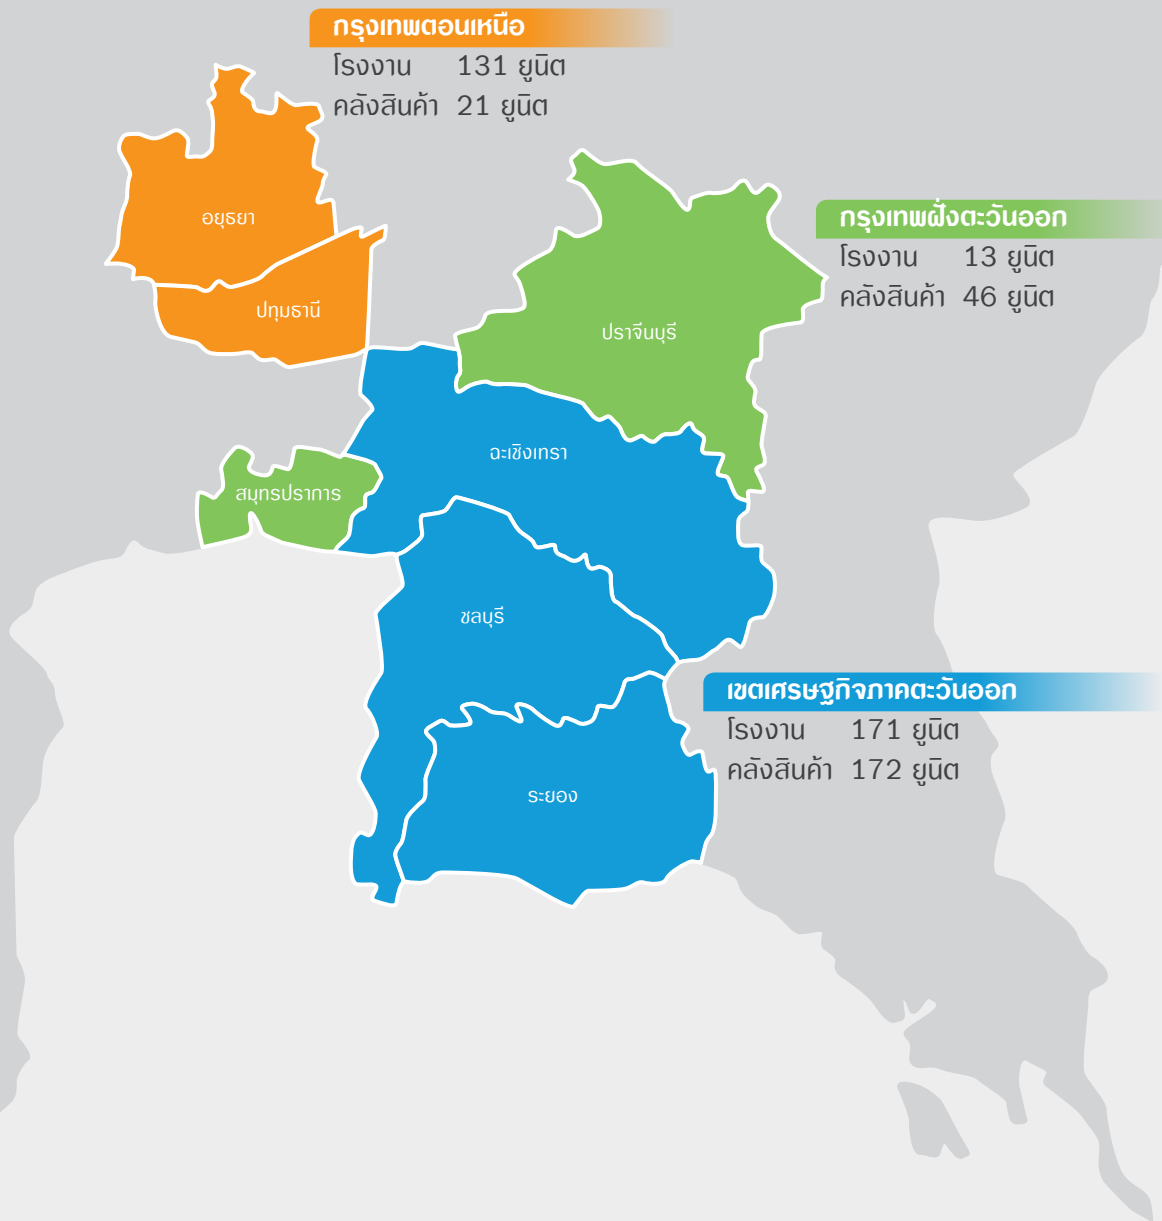 กรุงเทพตอนเหนือ
โรงงาน 131 ยูนิต
คลังสินค้า 21 ยูนิต
อยุธยา
ปทุมธานี
กรุงเทพฝั่งตะวันออก
โรงงาน 13 ยูนิต
คลังสินค้า 46 ยูนิต
ปราจีนบุรี
ฉะเชิงเทรา
สมุทรปราการ
ชลบุรี
เขตเศรษฐกิจภาคตะวันออก
โรงงาน 171 ยูนิต
คลังสินค้า 172 ยูนิต
ระยอง